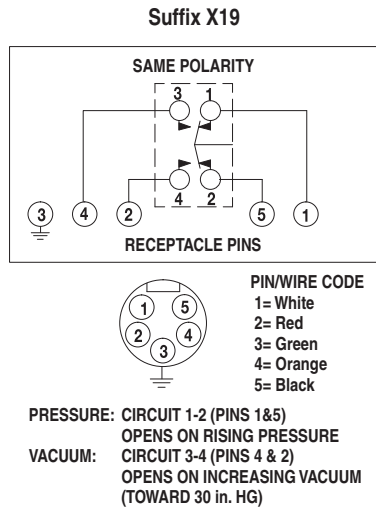 Suffix X19
SAME POLARITY
3 1
4 2
3 4 2 5 1
RECEPTACLE PINS
1 5
2 4
3
PIN/WIRE CODE
1= White
2= Red
3= Green
4= Orange
5= Black
PRESSURE: CIRCUIT 1-2 (PINS 1&5)
OPENS ON RISING PRESSURE
VACUUM: CIRCUIT 3-4 (PINS 4 & 2)
OPENS ON INCREASING VACUUM
(TOWARD 30 in. HG)